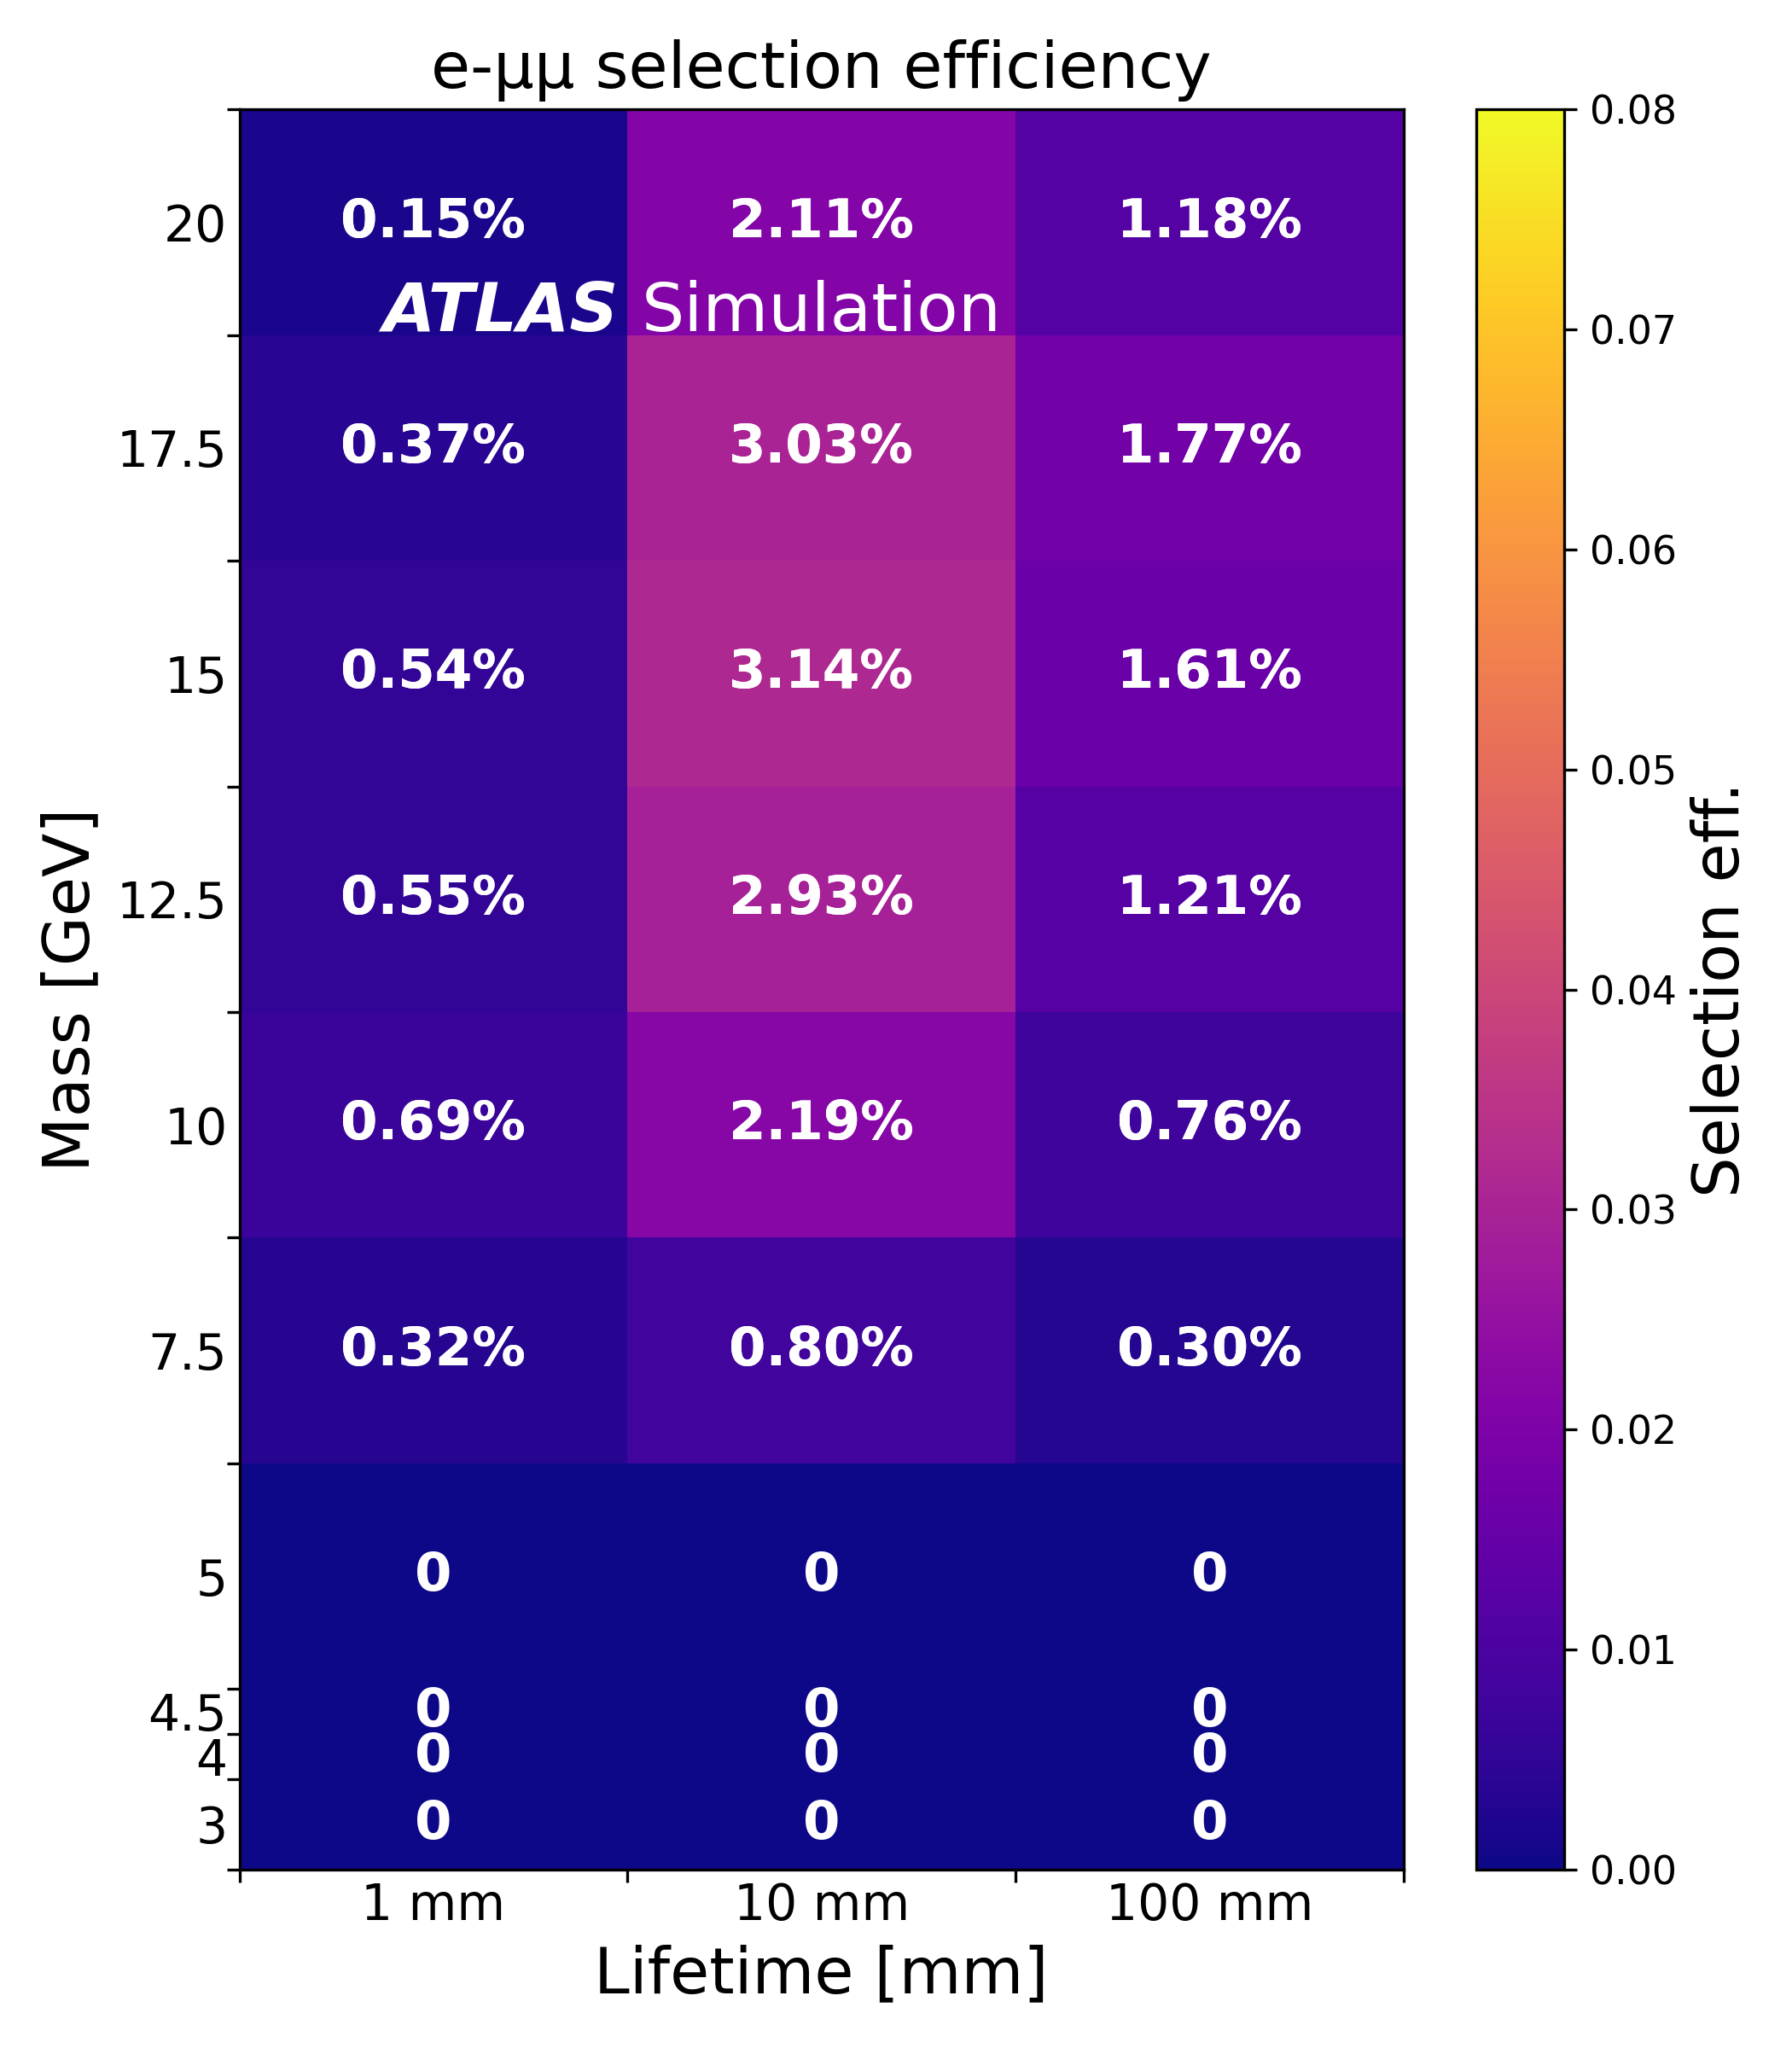 e-μμ selection efficiency
20 0.15% 2.11% 1.18%
ATLAS Simulation
17.5 0.37% 3.03% 1.77%
15 0.54% 3.14% 1.61%
12.5 0.55% 2.93% 1.21%
10 0.69% 2.19% 0.76%
7.5 0.32% 0.80% 0.30%
5 0 0 0
4.5 0 0 0
4 0 0 0
3 0 0 0
1 mm 10 mm 100 mm
Lifetime [mm]
Mass [GeV]
0.08
0.07
0.06
0.05
0.04
0.03
0.02
0.01
0.00
Selection eff.